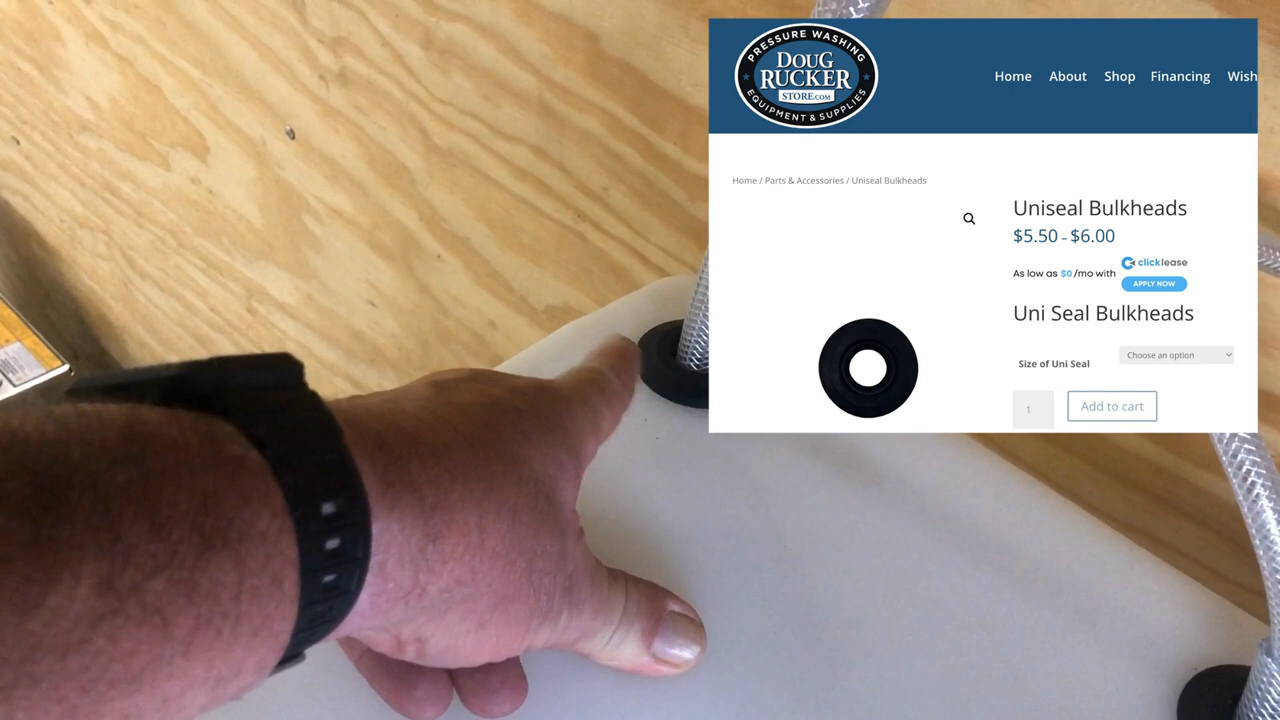 PRESSURE WASHING
DOUG
RUCKER
STORE.COM
EQUIPMENT & SUPPLIES
Home About Shop Financing Wish
Home / Parts & Accessories / Uniseal Bulkheads
Uniseal Bulkheads
$5.50 – $6.00
As low as $0 /mo with clicklease
APPLY NOW
Uni Seal Bulkheads
Size of Uni Seal Choose an option
1 Add to cart